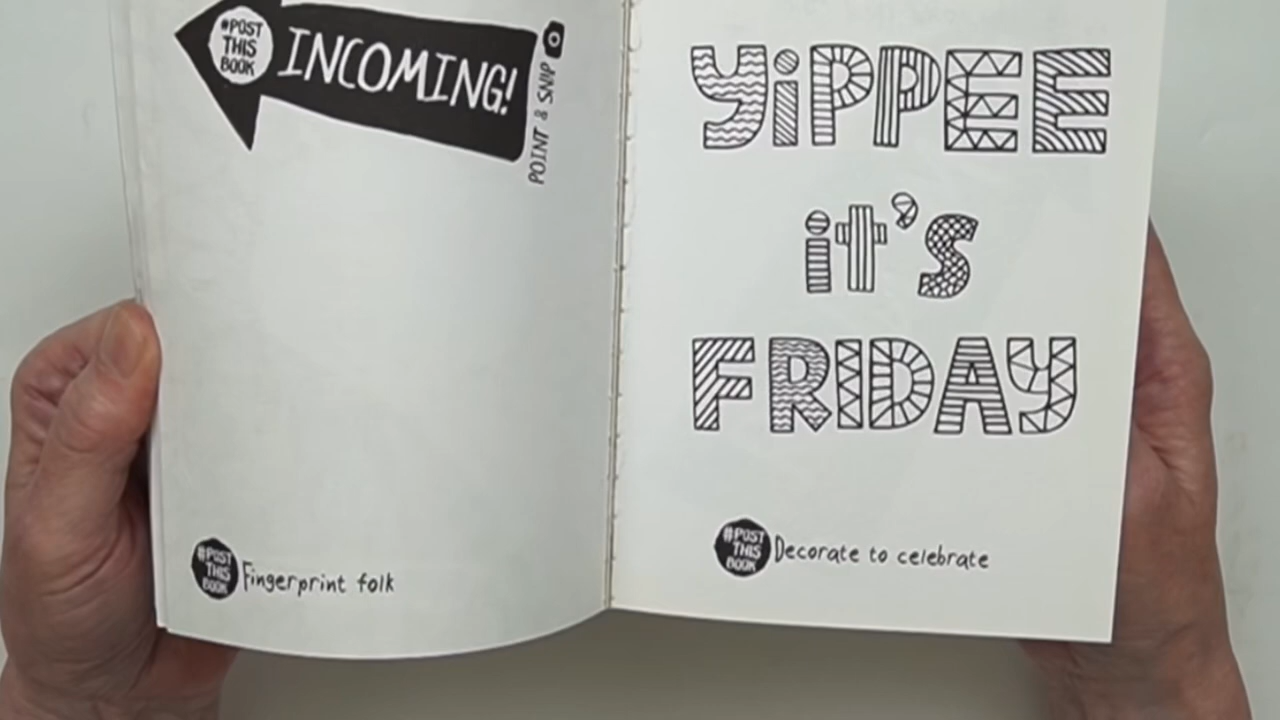 #POST
THIS
BOOK
INCOMING!
POINT & SNIP
#POST
THIS
BOOK
Fingerprint folk
YiPPEE
it's
FRIDAY
#POST
THIS
BOOK
Decorate to celebrate